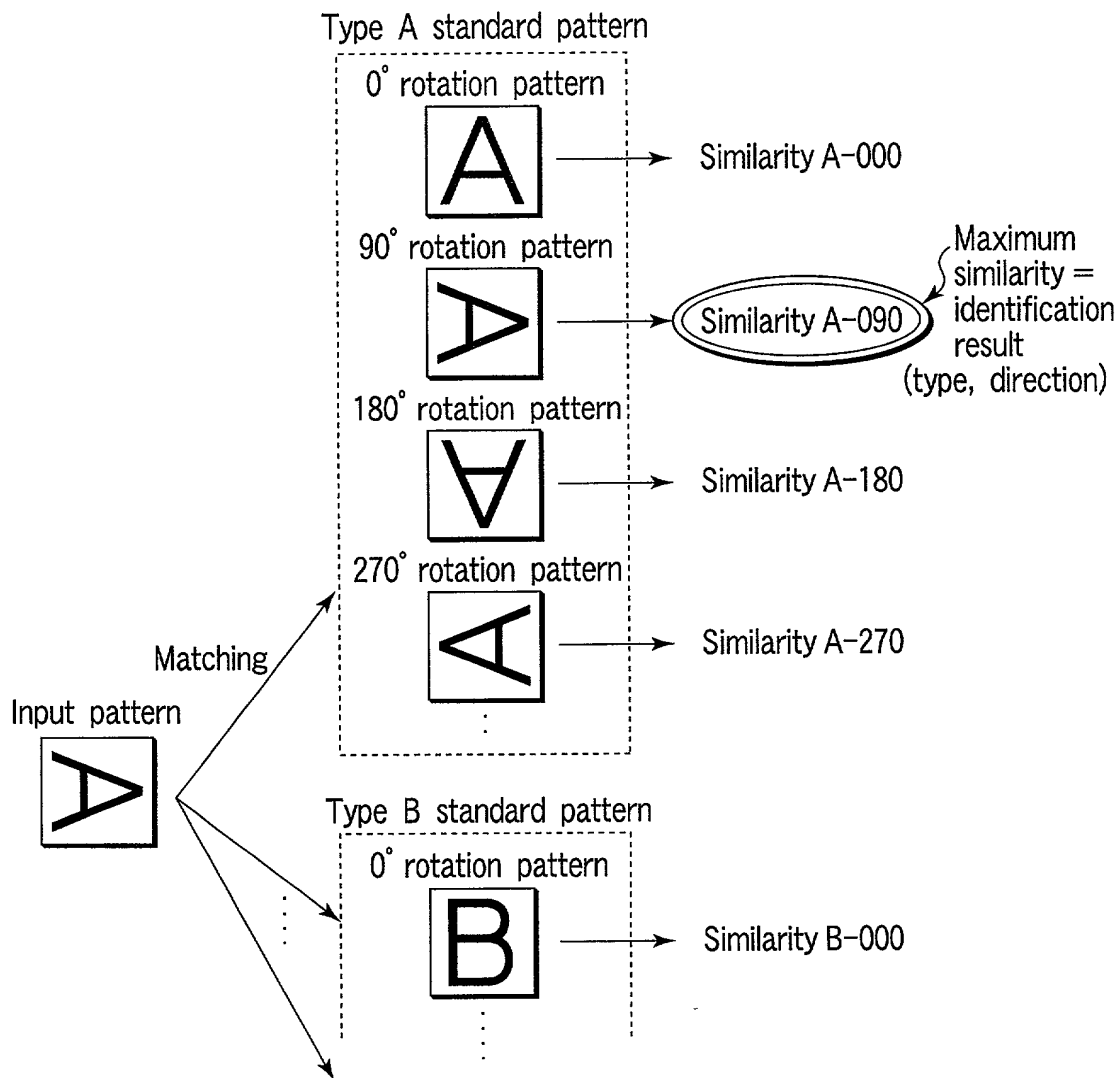 Type A standard pattern
0° rotation pattern
A
Similarity A-000
90° rotation pattern
A
Similarity A-090
Maximum
similarity =
identification
result
(type, direction)
180° rotation pattern
A
Similarity A-180
270° rotation pattern
A
Similarity A-270
Matching
Input pattern
A
Type B standard pattern
0° rotation pattern
B
Similarity B-000